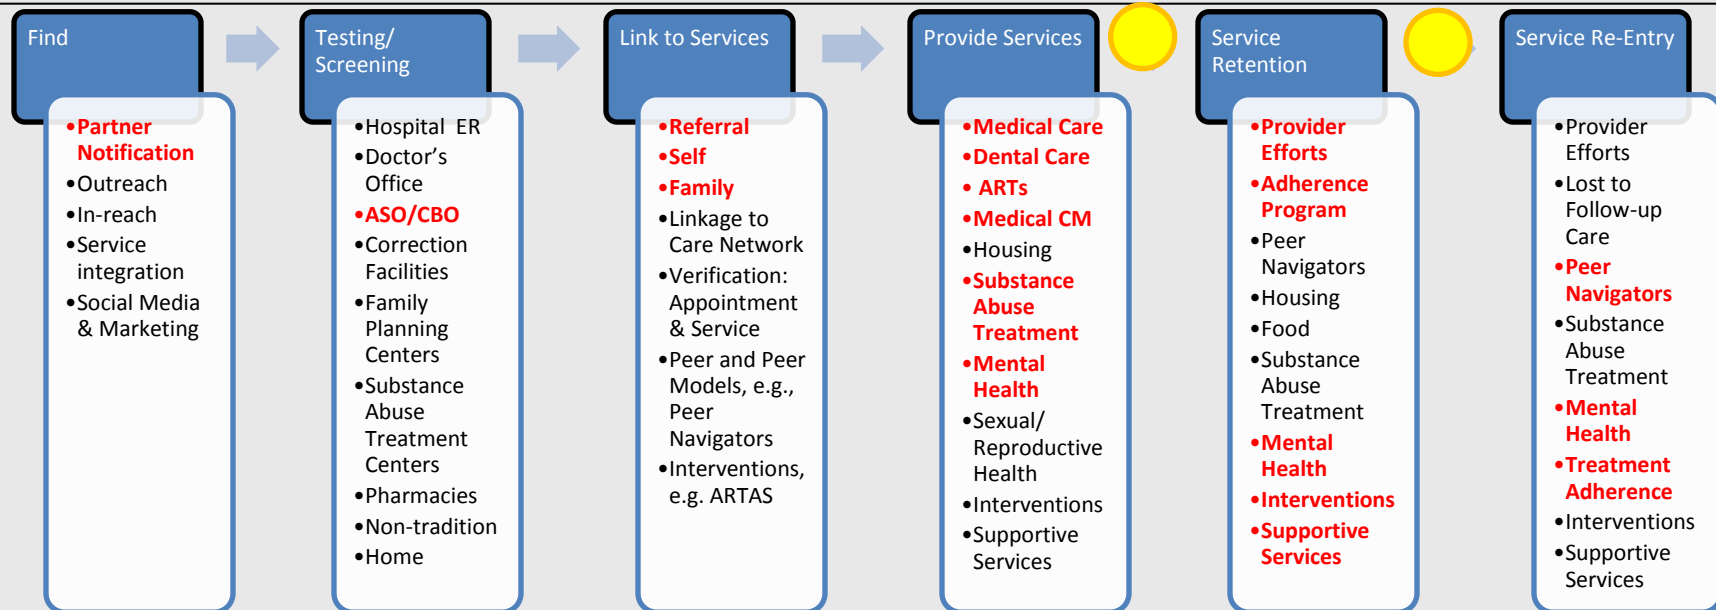 Find
•Partner
Notification
•Outreach
•In-reach
•Service
integration
•Social Media
& Marketing
Testing/
Screening
•Hospital ER
•Doctor's
Office
•ASO/CBO
•Correction
Facilities
•Family
Planning
Centers
•Substance
Abuse
Treatment
Centers
•Pharmacies
•Non-tradition
•Home
Link to Services
•Referral
•Self
•Family
•Linkage to
Care Network
•Verification:
Appointment
& Service
•Peer and Peer
Models, e.g.,
Peer
Navigators
•Interventions,
e.g. ARTAS
Provide Services
•Medical Care
•Dental Care
• ARTs
•Medical CM
•Housing
•Substance
Abuse
Treatment
•Mental
Health
•Sexual/
Reproductive
Health
•Interventions
•Supportive
Services
Service
Retention
•Provider
Efforts
•Adherence
Program
•Peer
Navigators
•Housing
•Food
•Substance
Abuse
Treatment
•Mental
Health
•Interventions
•Supportive
Services
Service Re-Entry
•Provider
Efforts
•Lost to
Follow-up
Care
•Peer
Navigators
•Substance
Abuse
Treatment
•Mental
Health
•Treatment
Adherence
•Interventions
•Supportive
Services